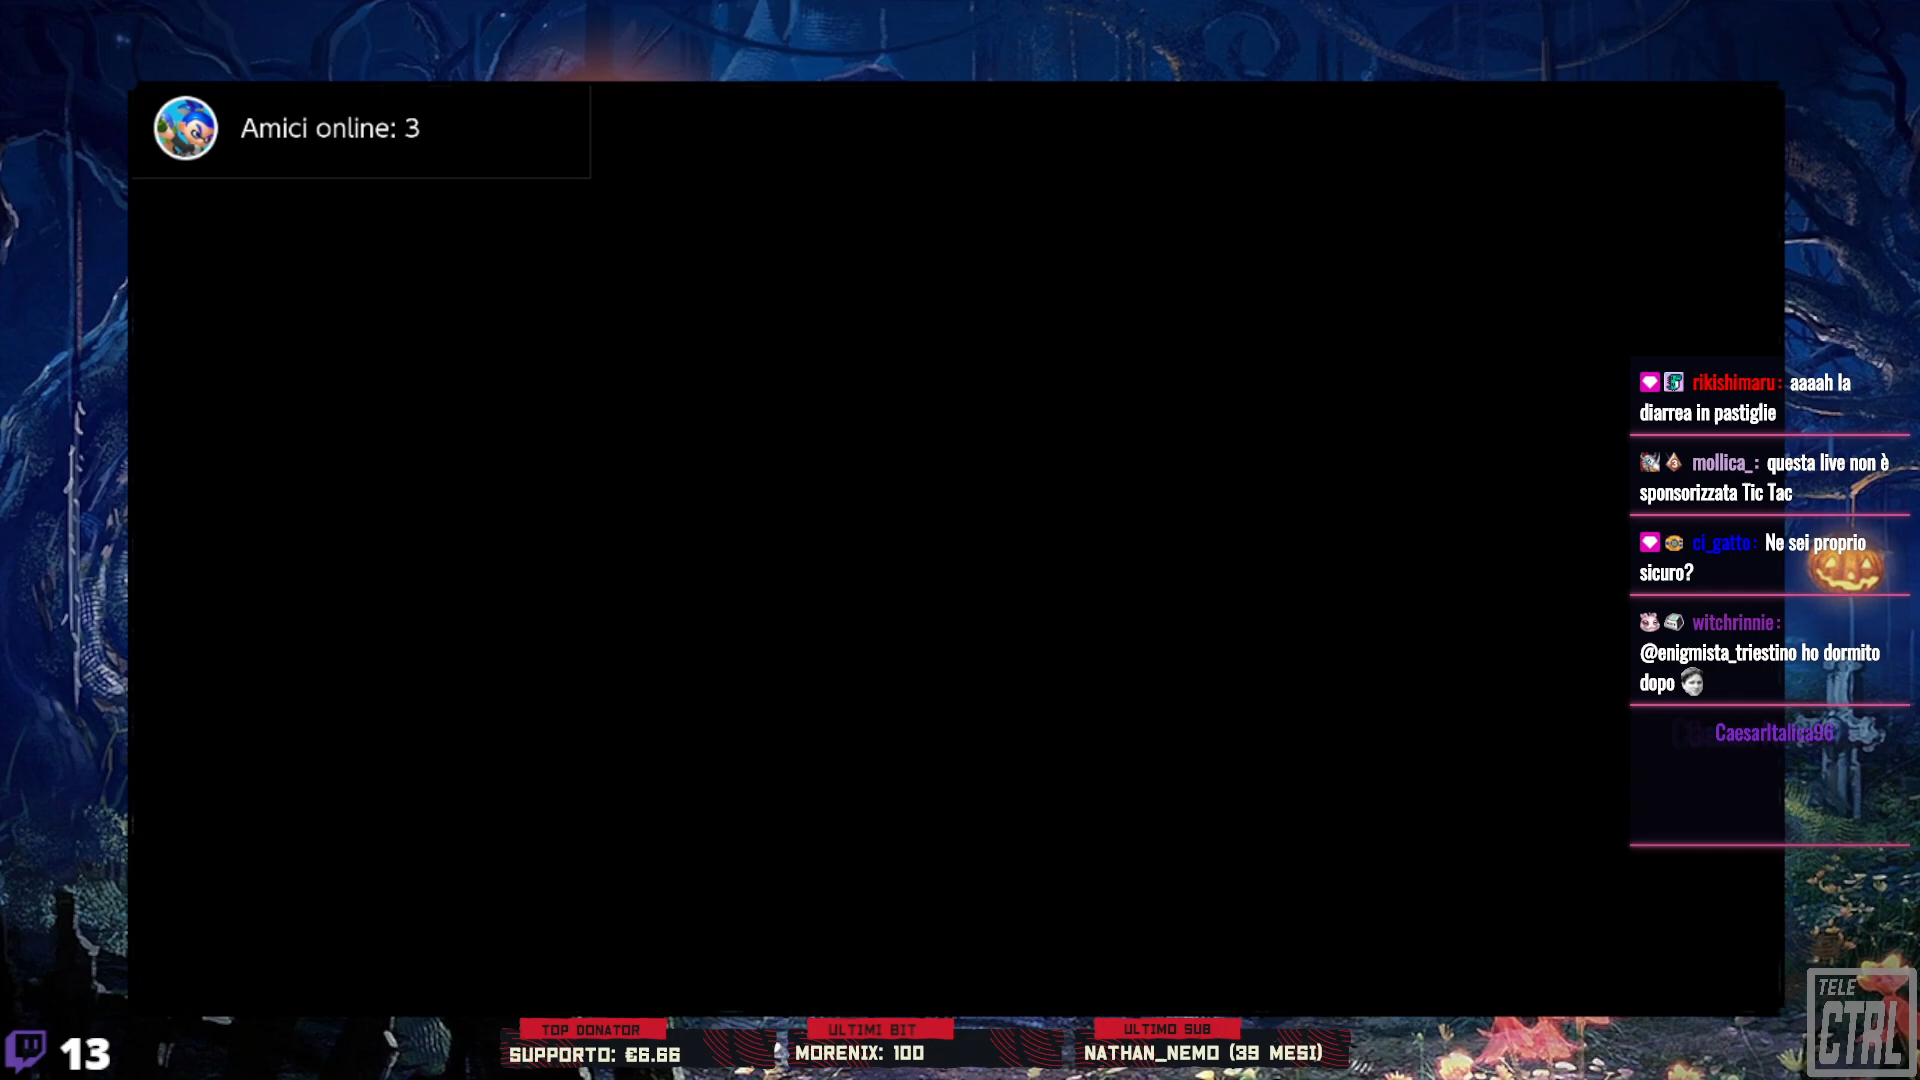 Amici online: 3
rikishimaru: aaaah la
diarrea in pastiglie
mollica_: questa live non è
sponsorizzata Tic Tac
ci_gatto: Ne sei proprio
sicuro?
witchrinnie:
@enigmista_triestino ho dormito
dopo
CaesarItalica96
13
TOP DONATOR
SUPPORTO: €6.66
ULTIMI BIT
MORENIX: 100
ULTIMO SUB
NATHAN_NEMO (39 MESI)
TELE
CTRL